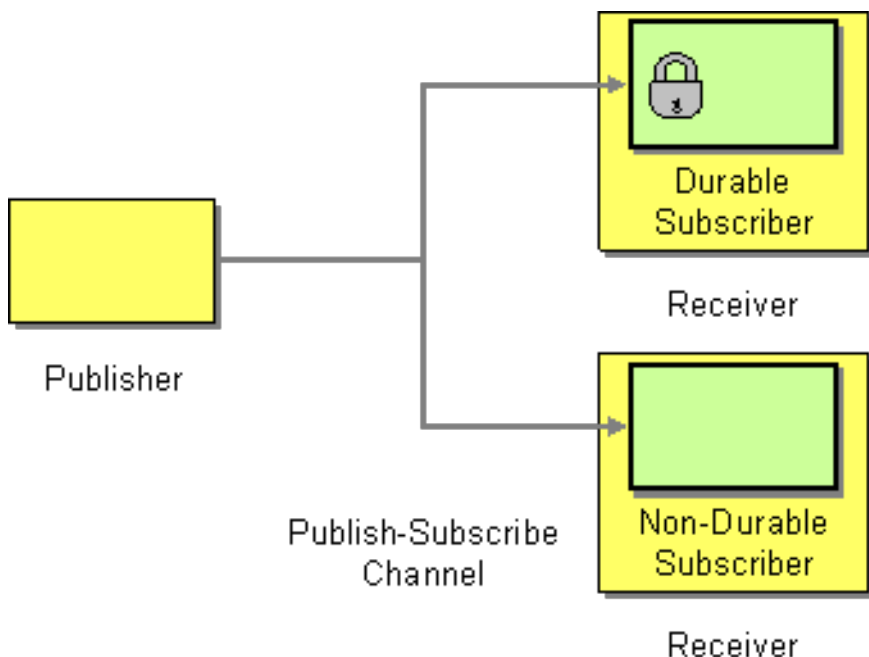 Durable
Subscriber
Receiver
Publisher
Publish-Subscribe
Channel
Non-Durable
Subscriber
Receiver